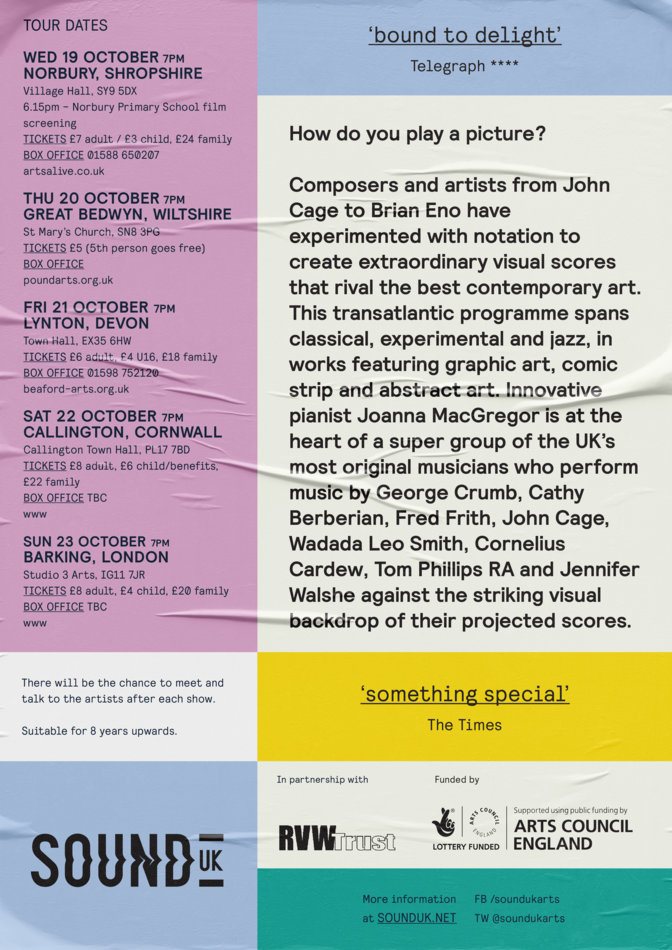 TOUR DATES
WED 19 OCTOBER 7PM
NORBURY, SHROPSHIRE
Village Hall, SY9 5DX
6.15pm – Norbury Primary School film
screening
TICKETS £7 adult / £3 child, £24 family
BOX OFFICE 01588 650207
artsalive.co.uk
THU 20 OCTOBER 7PM
GREAT BEDWYN, WILTSHIRE
St Mary's Church, SN8 3PG
TICKETS £5 (5th person goes free)
BOX OFFICE
poundarts.org.uk
FRI 21 OCTOBER 7PM
LYNTON, DEVON
Town Hall, EX35 6HW
TICKETS £6 adult, £4 U16, £18 family
BOX OFFICE 01598 752120
beaford-arts.org.uk
SAT 22 OCTOBER 7PM
CALLINGTON, CORNWALL
Callington Town Hall, PL17 7BD
TICKETS £8 adult, £6 child/benefits,
£22 family
BOX OFFICE TBC
www
SUN 23 OCTOBER 7PM
BARKING, LONDON
Studio 3 Arts, IG11 7JR
TICKETS £8 adult, £4 child, £20 family
BOX OFFICE TBC
www
There will be the chance to meet and
talk to the artists after each show.
Suitable for 8 years upwards.
SOUND UK
‘bound to delight’
Telegraph ****
How do you play a picture?
Composers and artists from John
Cage to Brian Eno have
experimented with notation to
create extraordinary visual scores
that rival the best contemporary art.
This transatlantic programme spans
classical, experimental and jazz, in
works featuring graphic art, comic
strip and abstract art. Innovative
pianist Joanna MacGregor is at the
heart of a super group of the UK's
most original musicians who perform
music by George Crumb, Cathy
Berberian, Fred Frith, John Cage,
Wadada Leo Smith, Cornelius
Cardew, Tom Phillips RA and Jennifer
Walshe against the striking visual
backdrop of their projected scores.
‘something special’
The Times
In partnership with
RVWTrust
Funded by
LOTTERY FUNDED
ARTS COUNCIL ENGLAND
Supported using public funding by
ARTS COUNCIL
ENGLAND
More information
at SOUNDUK.NET
FB /soundukarts
TW @soundukarts